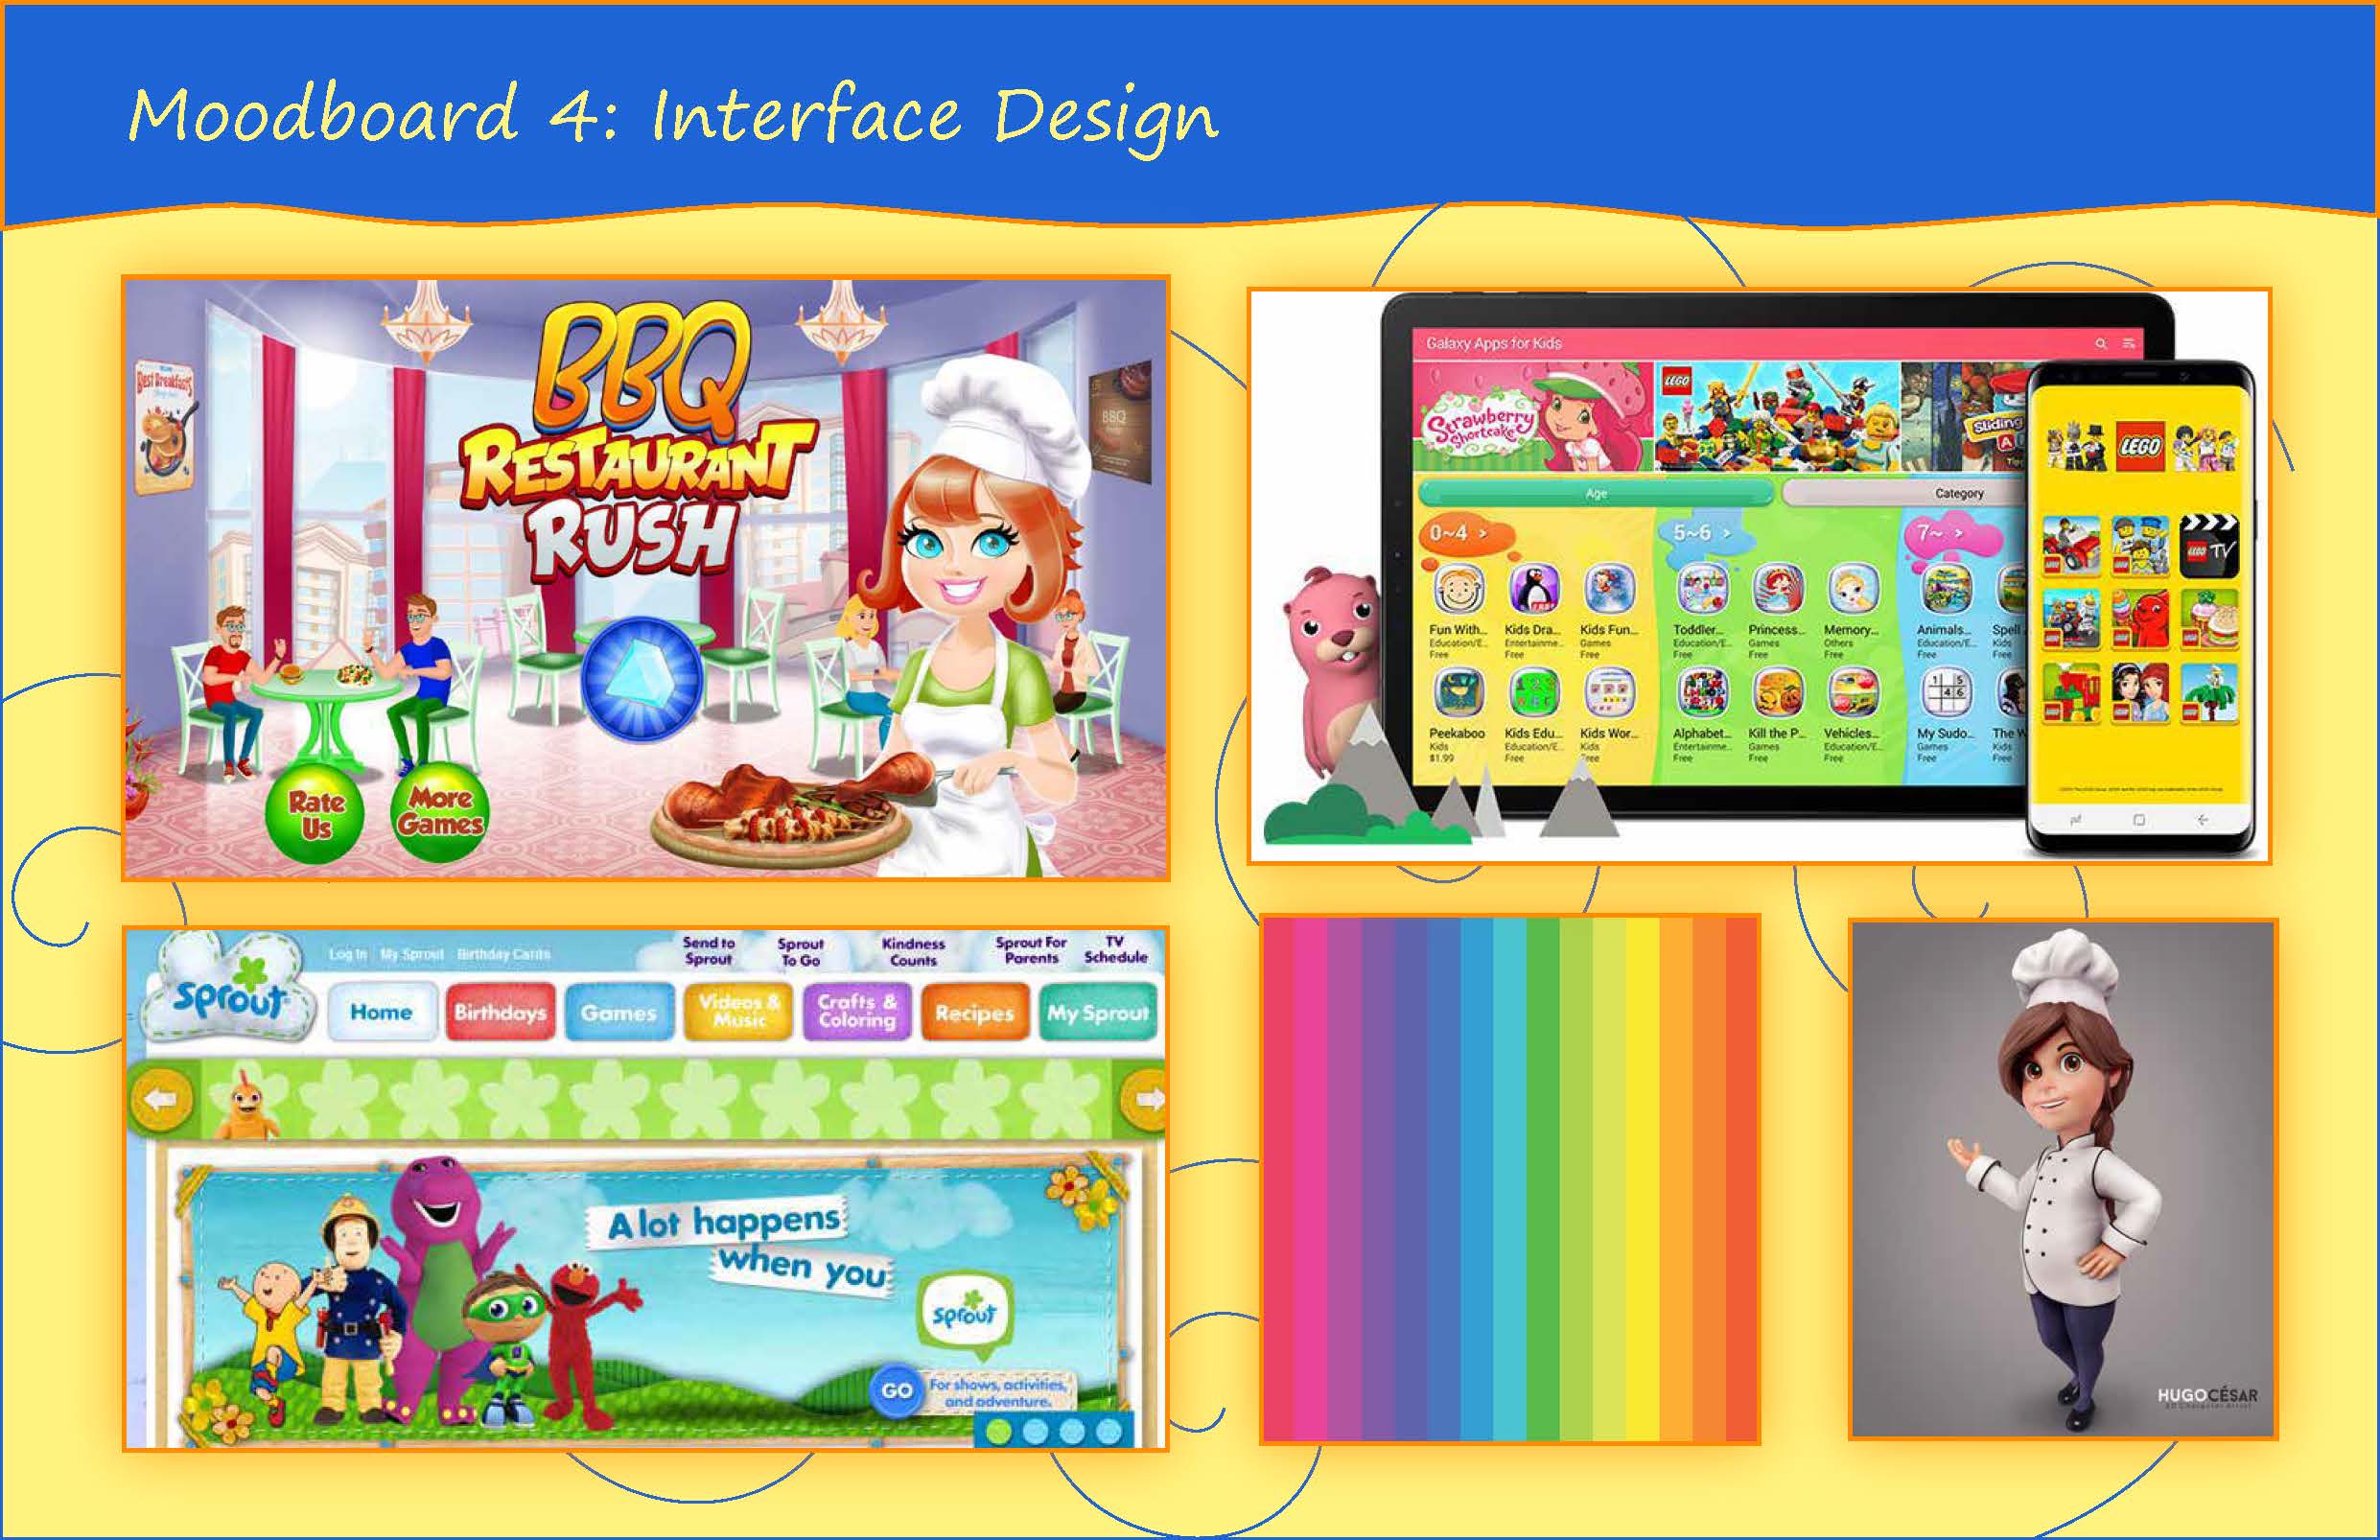 Moodboard 4: Interface Design
Best Breakfasts
BBQ
RESTAURANT
RUSH
BBQ
Rate
Us
More
Games
Galaxy Apps for Kids
Strawberry
Shortcake
LEGO
Sliding
Age
Category
0~4 >
5~6 >
7~ >
Fun With...
Kids Dra...
Kids Fun...
Toddler...
Princess...
Memory...
Animals...
Spell
Education/E...
Entertainme...
Games
Education/E...
Games
Others
Education/E...
Kids
Free
Free
Free
Free
Free
Free
Free
Free
Peekaboo
Kids Edu...
Kids Wor...
Alphabet...
Kill the P...
Vehicles...
My Sudo...
The W
Kids
Education/E...
Kids
Entertainme...
Games
Education/E...
Games
Kids
$1.99
Free
Free
Free
Free
Free
Free
Free
LEGO
LEGO TV
Log In
My Sprout
Birthday Cards
Send to
Sprout
Sprout
To Go
Kindness
Counts
Sprout For
Parents
TV
Schedule
sprout
Home
Birthdays
Games
Videos &
Music
Crafts &
Coloring
Recipes
My Sprout
A lot happens
when you
sprout
GO
For shows, activities,
and adventure.
HUGOCÉSAR
3D Character Artist